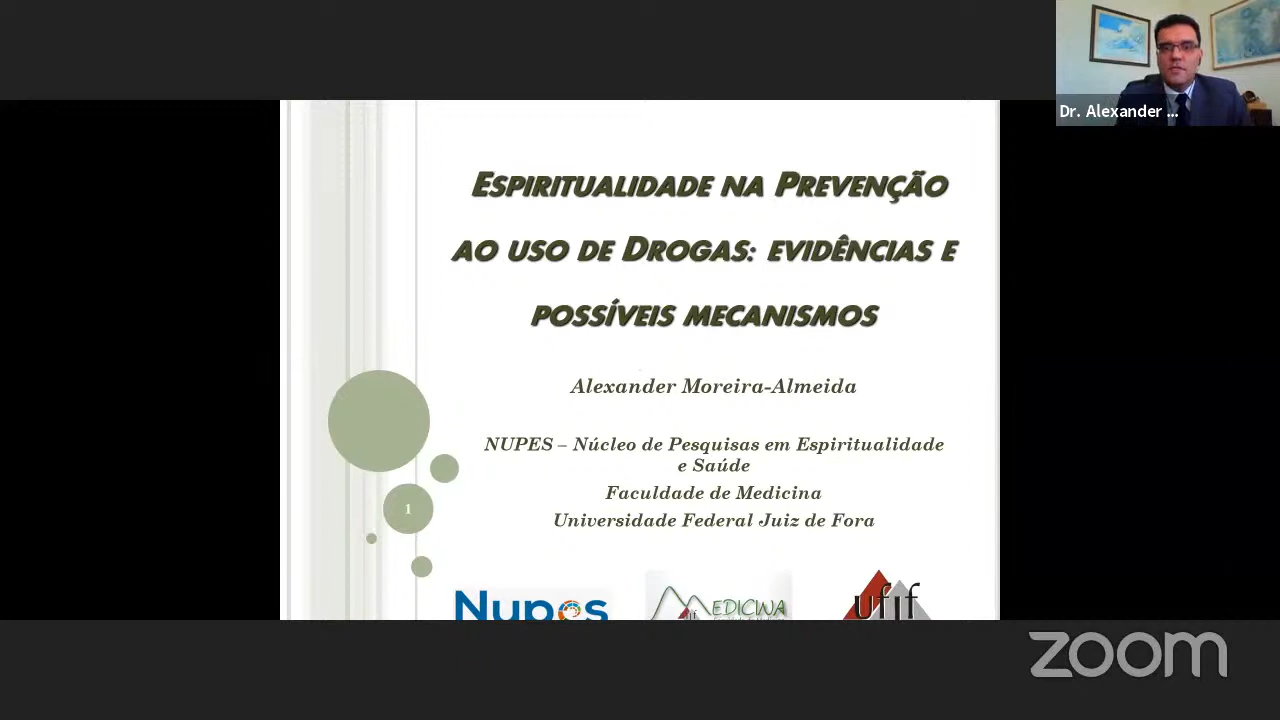 Dr. Alexander ...
ESPIRITUALIDADE NA PREVENÇÃO
AO USO DE DROGAS: EVIDÊNCIAS E
POSSÍVEIS MECANISMOS
Alexander Moreira-Almeida
NUPES – Núcleo de Pesquisas em Espiritualidade
e Saúde
Faculdade de Medicina
Universidade Federal Juiz de Fora
1
Nupes
MEDICINA
ufjf
zoom